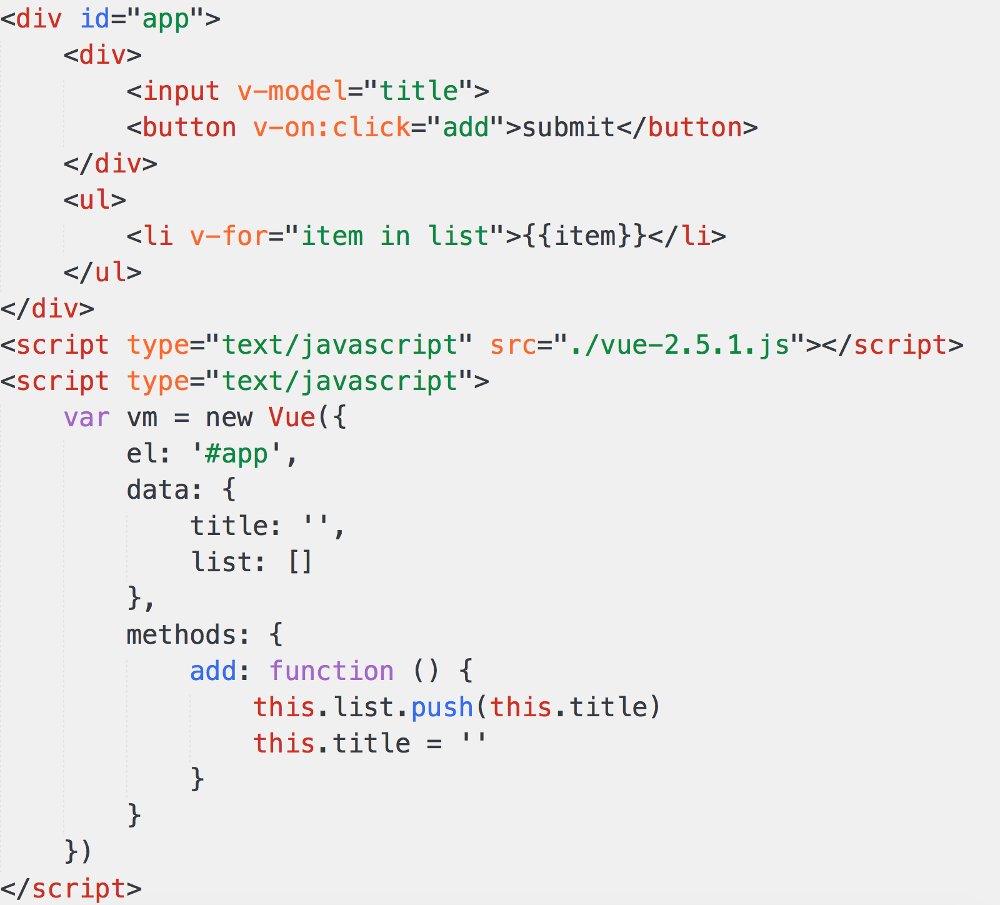 <div id="app">
    <div>
        <input v-model="title">
        <button v-on:click="add">submit</button>
    </div>
    <ul>
        <li v-for="item in list">{{item}}</li>
    </ul>
</div>
<script type="text/javascript" src="./vue-2.5.1.js"></script>
<script type="text/javascript">
    var vm = new Vue({
        el: '#app',
        data: {
            title: '',
            list: []
        },
        methods: {
            add: function () {
                this.list.push(this.title)
                this.title = ''
            }
        }
    })
</script>